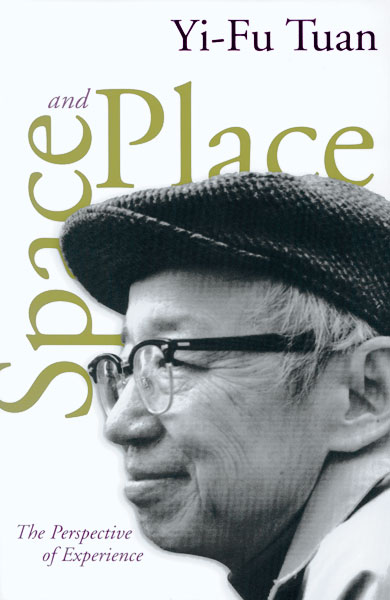 Yi-Fu Tuan
Space
and
Place
The Perspective
of Experience